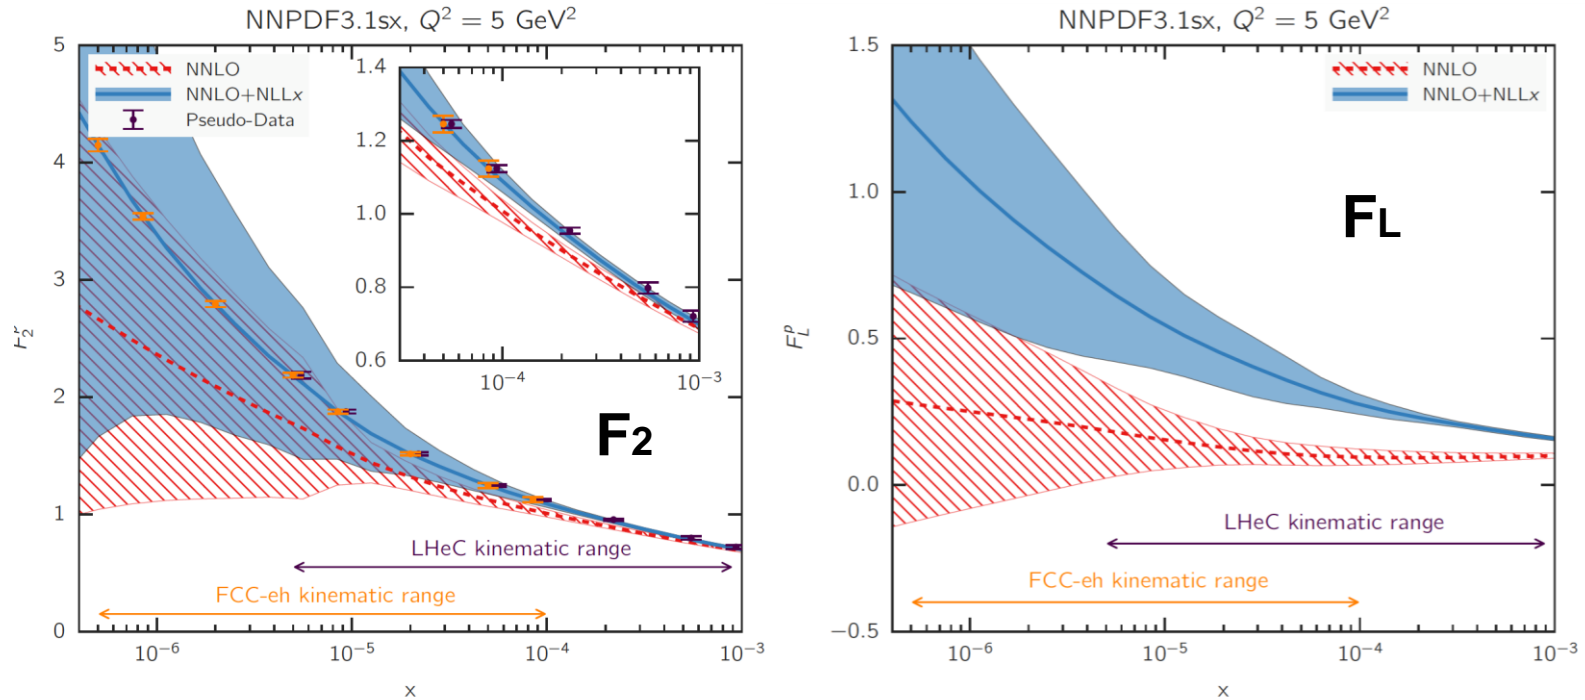 NNPDF3.1sx, Q² = 5 GeV²
5
4
3
2
1
0
F₂ᵖ
NNLO
NNLO+NLLx
Pseudo-Data
1.4
1.2
1.0
0.8
0.6
10⁻⁴
10⁻³
F₂
LHeC kinematic range
FCC-eh kinematic range
10⁻⁶
10⁻⁵
10⁻⁴
10⁻³
x
NNPDF3.1sx, Q² = 5 GeV²
1.5
1.0
0.5
0.0
−0.5
F_L^p
NNLO
NNLO+NLLx
FL
LHeC kinematic range
FCC-eh kinematic range
10⁻⁶
10⁻⁵
10⁻⁴
10⁻³
x